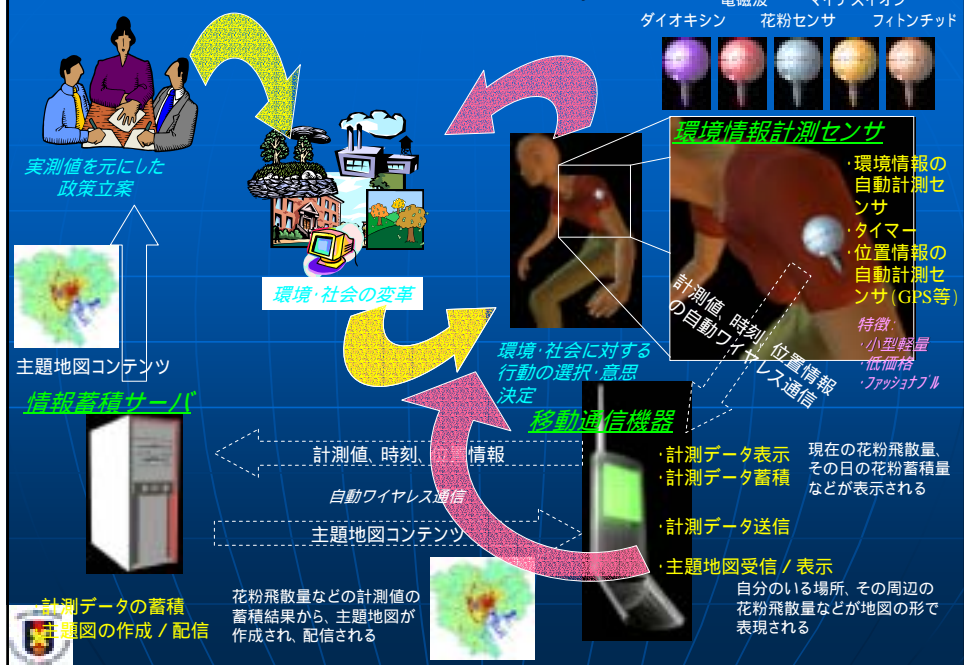 電磁波
マイナスイオン
ダイオキシン
花粉センサ
フィトンチッド
環境情報計測センサ
・環境情報の
自動計測セ
ンサ
・タイマー
・位置情報の
自動計測セ
ンサ(GPS等)
特徴：
・小型軽量
・低価格
・ファッショナブル
実測値を元にした
政策立案
環境・社会の変革
計測値、時刻、位置情報
の自動ワイヤレス通信
環境・社会に対する
行動の選択・意思
決定
主題地図コンテンツ
情報蓄積サーバ
移動通信機器
計測値、時刻、位置情報
自動ワイヤレス通信
主題地図コンテンツ
・計測データ表示
・計測データ蓄積
・計測データ送信
・主題地図受信 / 表示
現在の花粉飛散量、
その日の花粉蓄積量
などが表示される
自分のいる場所、その周辺の
花粉飛散量などが地図の形で
表現される
・計測データの蓄積
・主題図の作成 / 配信
花粉飛散量などの計測値の
蓄積結果から、主題地図が
作成され、配信される